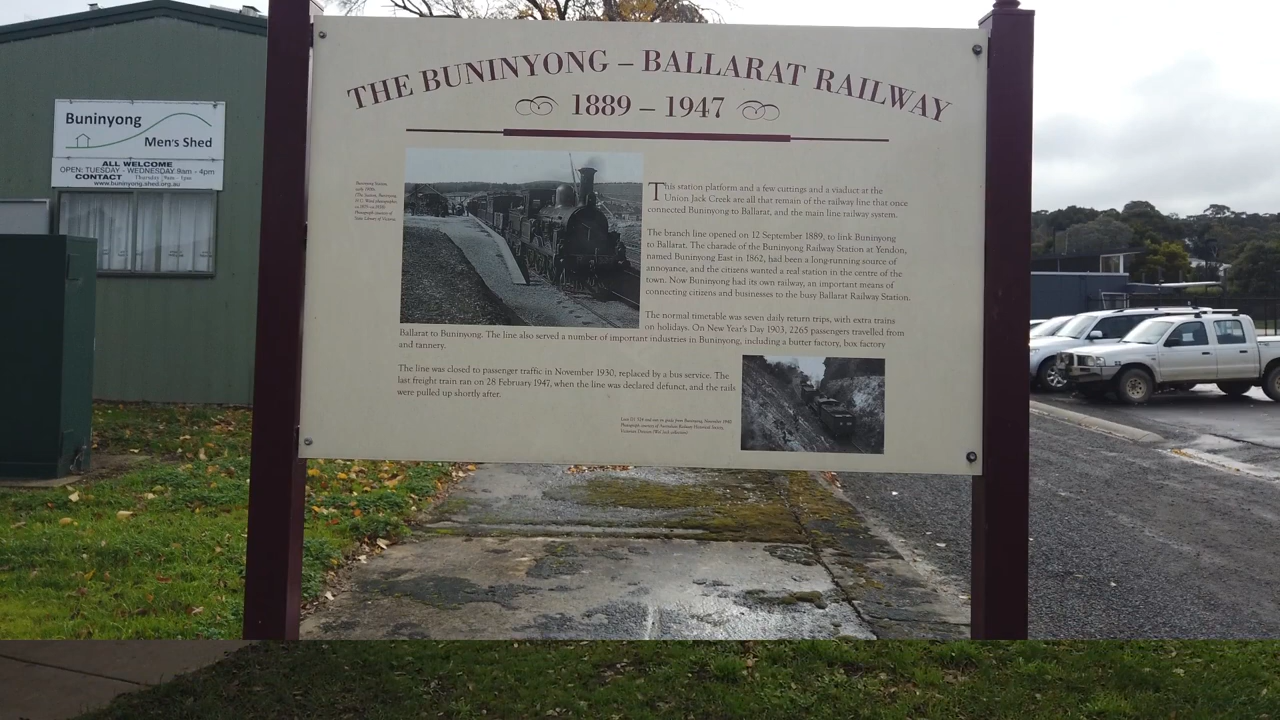 THE BUNINYONG – BALLARAT RAILWAY
1889 – 1947
Buninyong
Men's Shed
ALL WELCOME
OPEN: TUESDAY - WEDNESDAY 9am - 4pm
CONTACT Thursday 9am - 1pm
www.buninyong.shed.org.au
This station platform and a few cuttings and a viaduct at the
Union Jack Creek are all that remain of the railway line that once
connected Buninyong to Ballarat, and the main line railway system.
The branch line opened on 12 September 1889, to link Buninyong
to Ballarat. The charade of the Buninyong Railway Station at Yendon,
named Buninyong East in 1862, had been a long-running source of
annoyance, and the citizens wanted a real station in the centre of the
town. Now Buninyong had its own railway, an important means of
connecting citizens and businesses to the busy Ballarat Railway Station.
The normal timetable was seven daily return trips, with extra trains
on holidays. On New Year's Day 1903, 2265 passengers travelled from
Ballarat to Buninyong. The line also served a number of important industries in Buninyong, including a butter factory, box factory
and tannery.
The line was closed to passenger traffic in November 1930, replaced by a bus service. The
last freight train ran on 28 February 1947, when the line was declared defunct, and the rails
were pulled up shortly after.